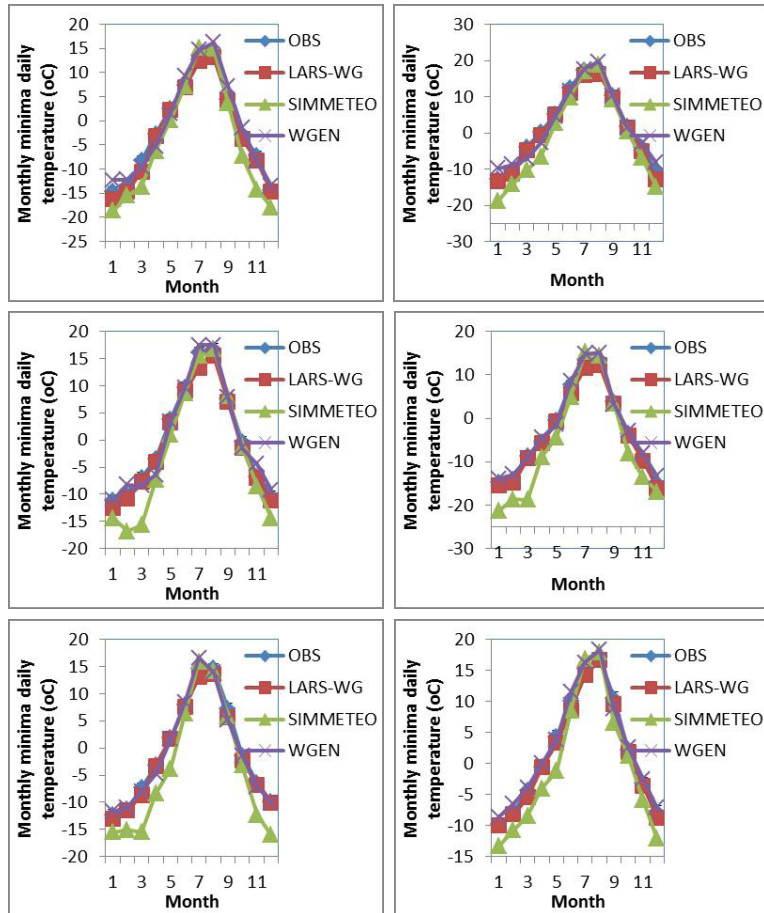 Monthly minima daily
temperature (oC)
20
15
10
5
0
-5
-10
-15
-20
-25
1 3 5 7 9 11
Month
OBS
LARS-WG
SIMMETEO
WGEN
Monthly minima daily
temperature (oC)
30
20
10
0
-10
-20
-30
1 3 5 7 9 11
Month
OBS
LARS-WG
SIMMETEO
WGEN
Monthly minima daily
temperature (oC)
20
15
10
5
0
-5
-10
-15
-20
1 3 5 7 9 11
Month
OBS
LARS-WG
SIMMETEO
WGEN
Monthly minima daily
temperature (oC)
20
10
0
-10
-20
-30
1 3 5 7 9 11
Month
OBS
LARS-WG
SIMMETEO
WGEN
Monthly minima daily
temperature (oC)
20
15
10
5
0
-5
-10
-15
-20
1 3 5 7 9 11
Month
OBS
LARS-WG
SIMMETEO
WGEN
Monthly minima daily
temperature (oC)
20
15
10
5
0
-5
-10
-15
1 3 5 7 9 11
Month
OBS
LARS-WG
SIMMETEO
WGEN